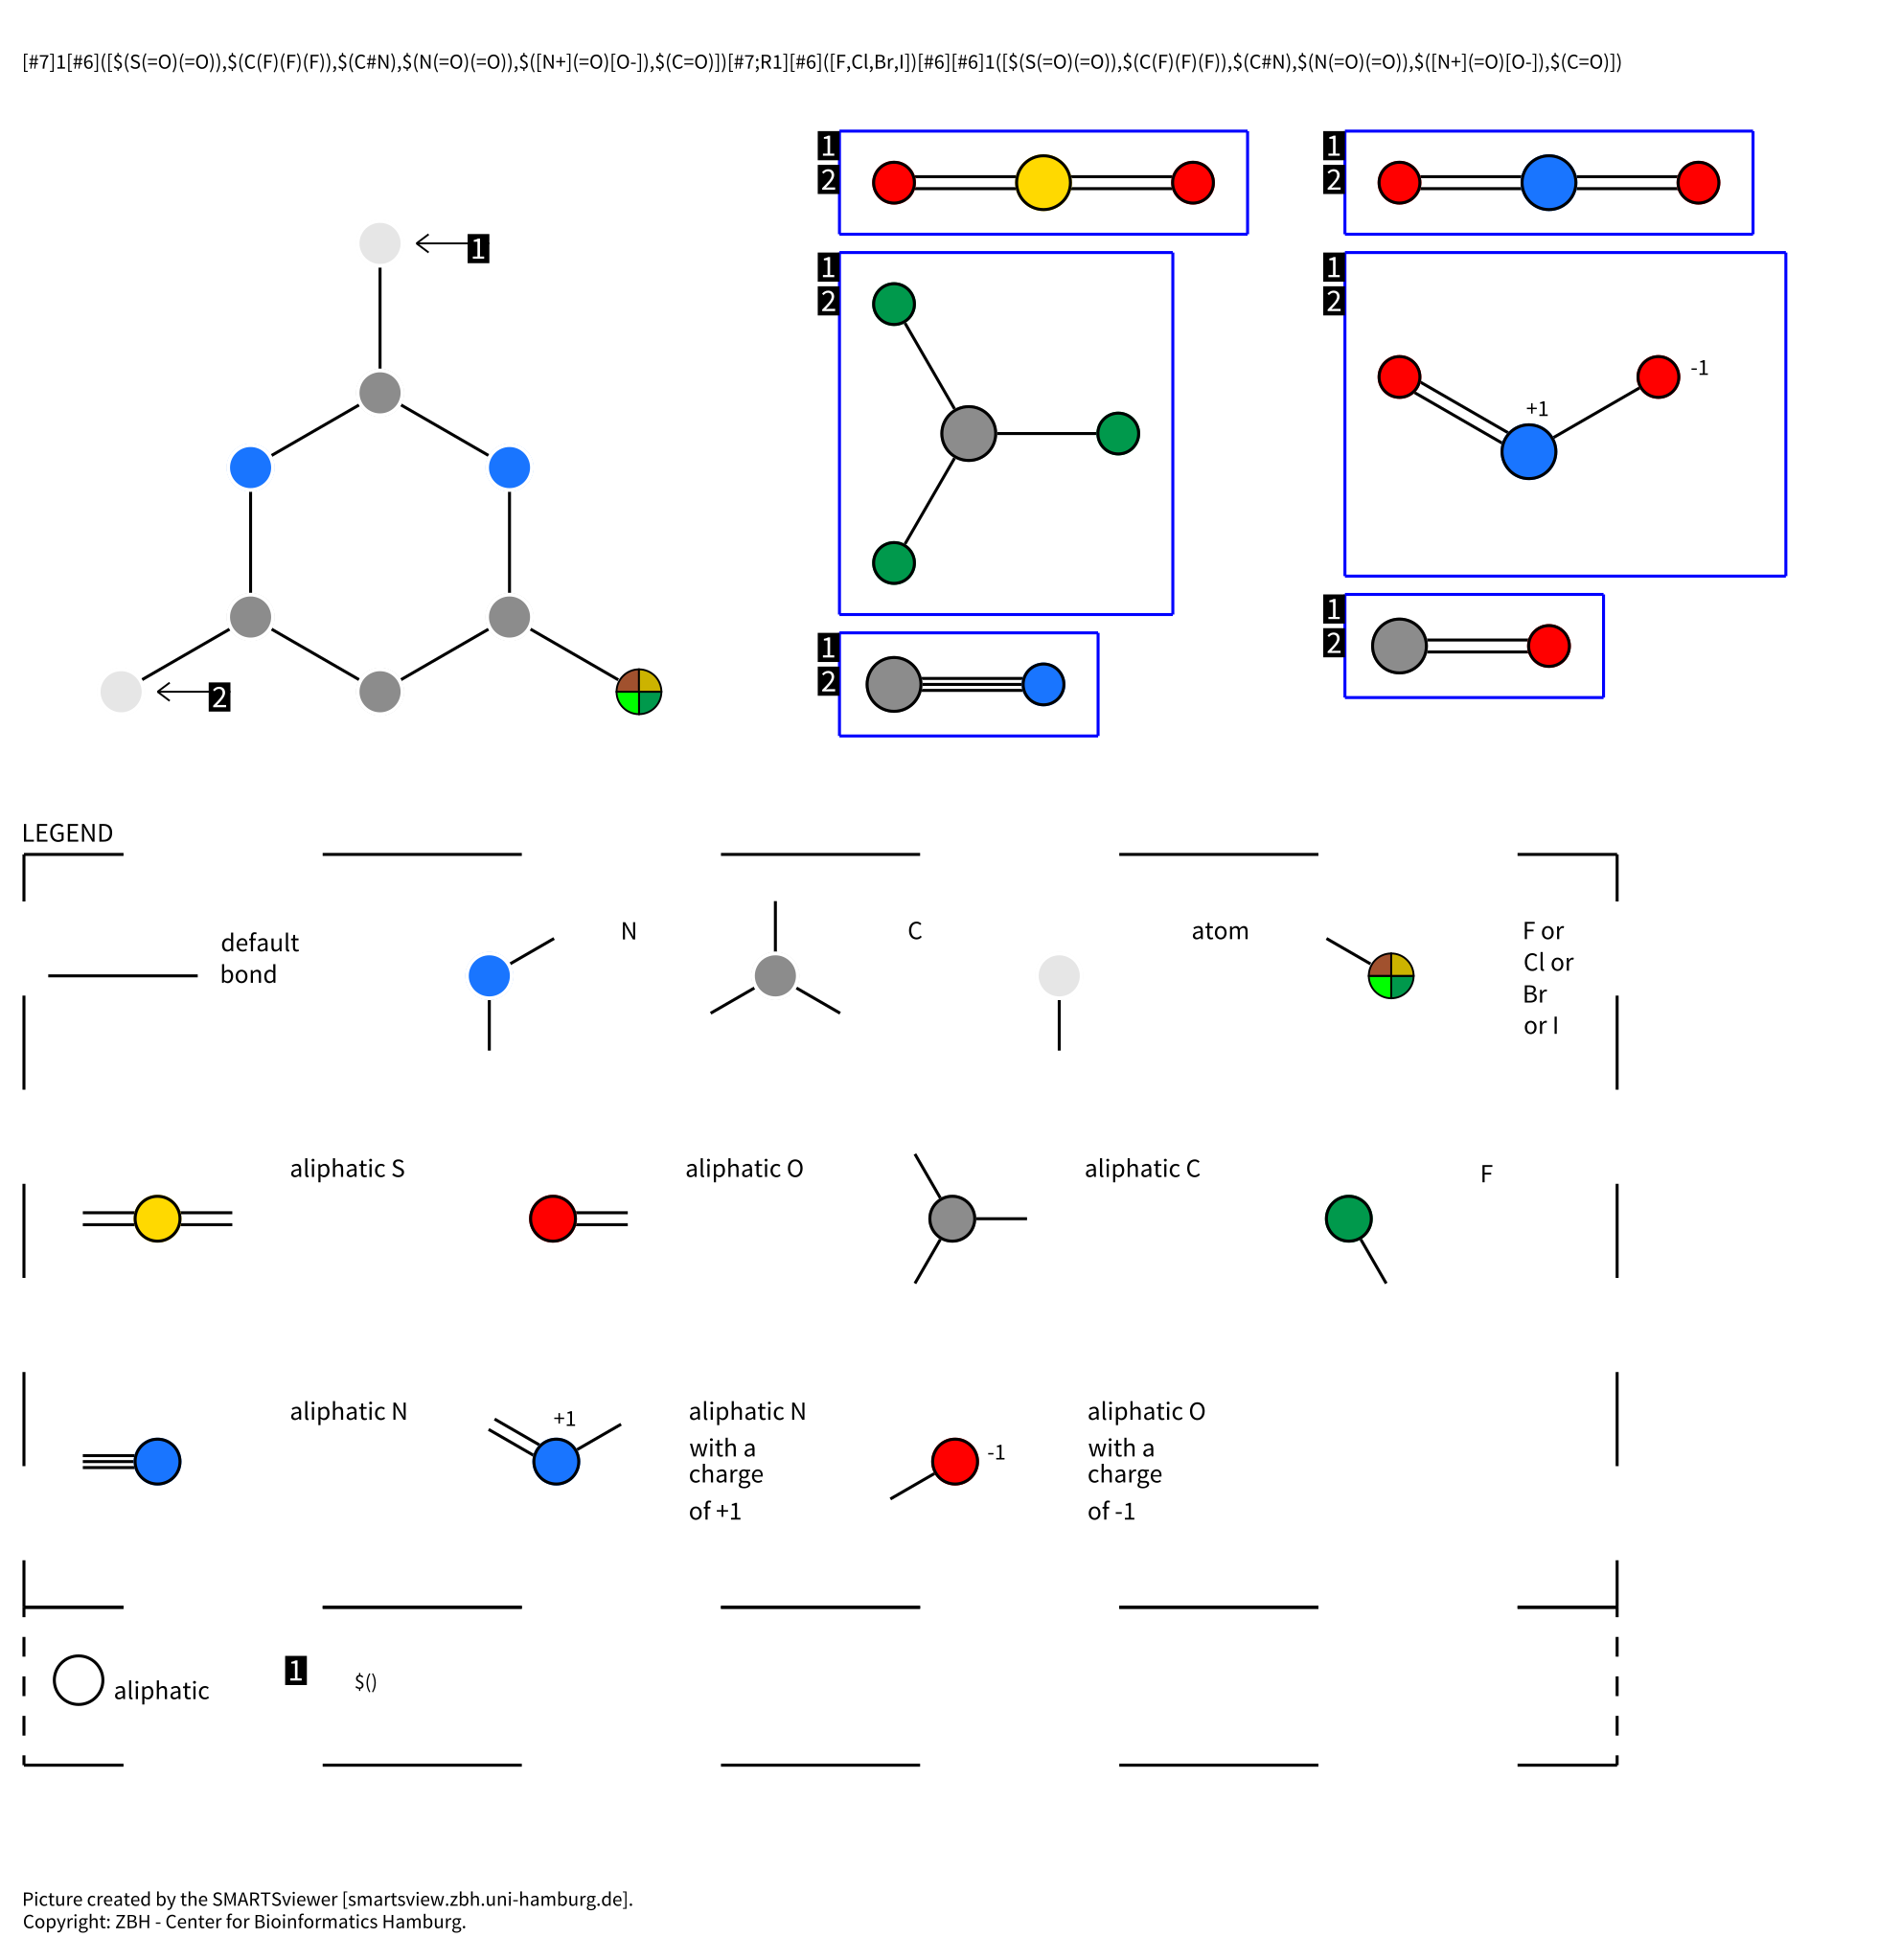 [#7]1[#6]([$(S(=O)(=O)),$(C(F)(F)(F)),$(C#N),$(N(=O)(=O)),$([N+](=O)[O-]),$(C=O)])[#7;R1][#6]([F,Cl,Br,I])[#6][#6]1([$(S(=O)(=O)),$(C(F)(F)(F)),$(C#N),$(N(=O)(=O)),$([N+](=O)[O-]),$(C=O)])
1
2
1
2
1
1
2
1
2
-1
+1
1
2
1
2
2
LEGEND
default
bond
N
C
atom
F or
Cl or
Br
or I
aliphatic S
aliphatic O
aliphatic C
F
aliphatic N
+1
aliphatic N
with a
charge
of +1
-1
aliphatic O
with a
charge
of -1
aliphatic
1
$()
Picture created by the SMARTSviewer [smartsview.zbh.uni-hamburg.de].
Copyright: ZBH - Center for Bioinformatics Hamburg.